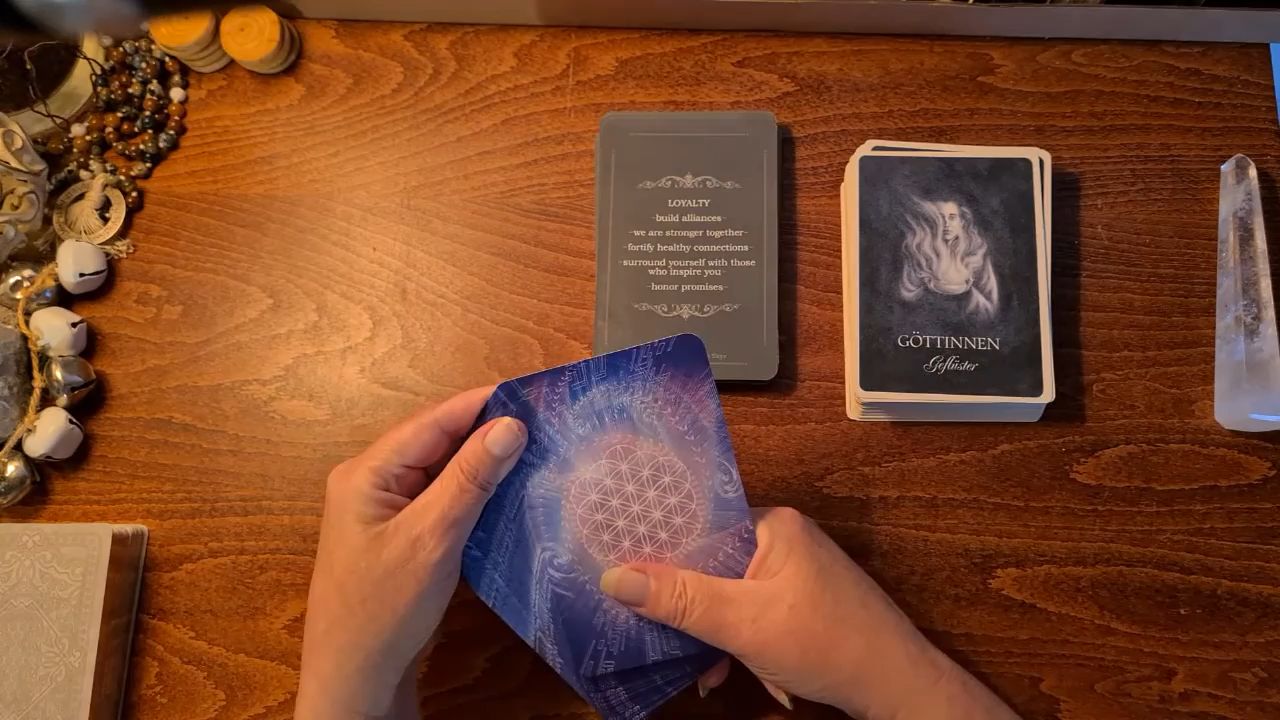 LOYALTY
-build alliances-
-we are stronger together-
-fortify healthy connections-
-surround yourself with those
who inspire you-
-honor promises-
GÖTTINNEN
Geflüster